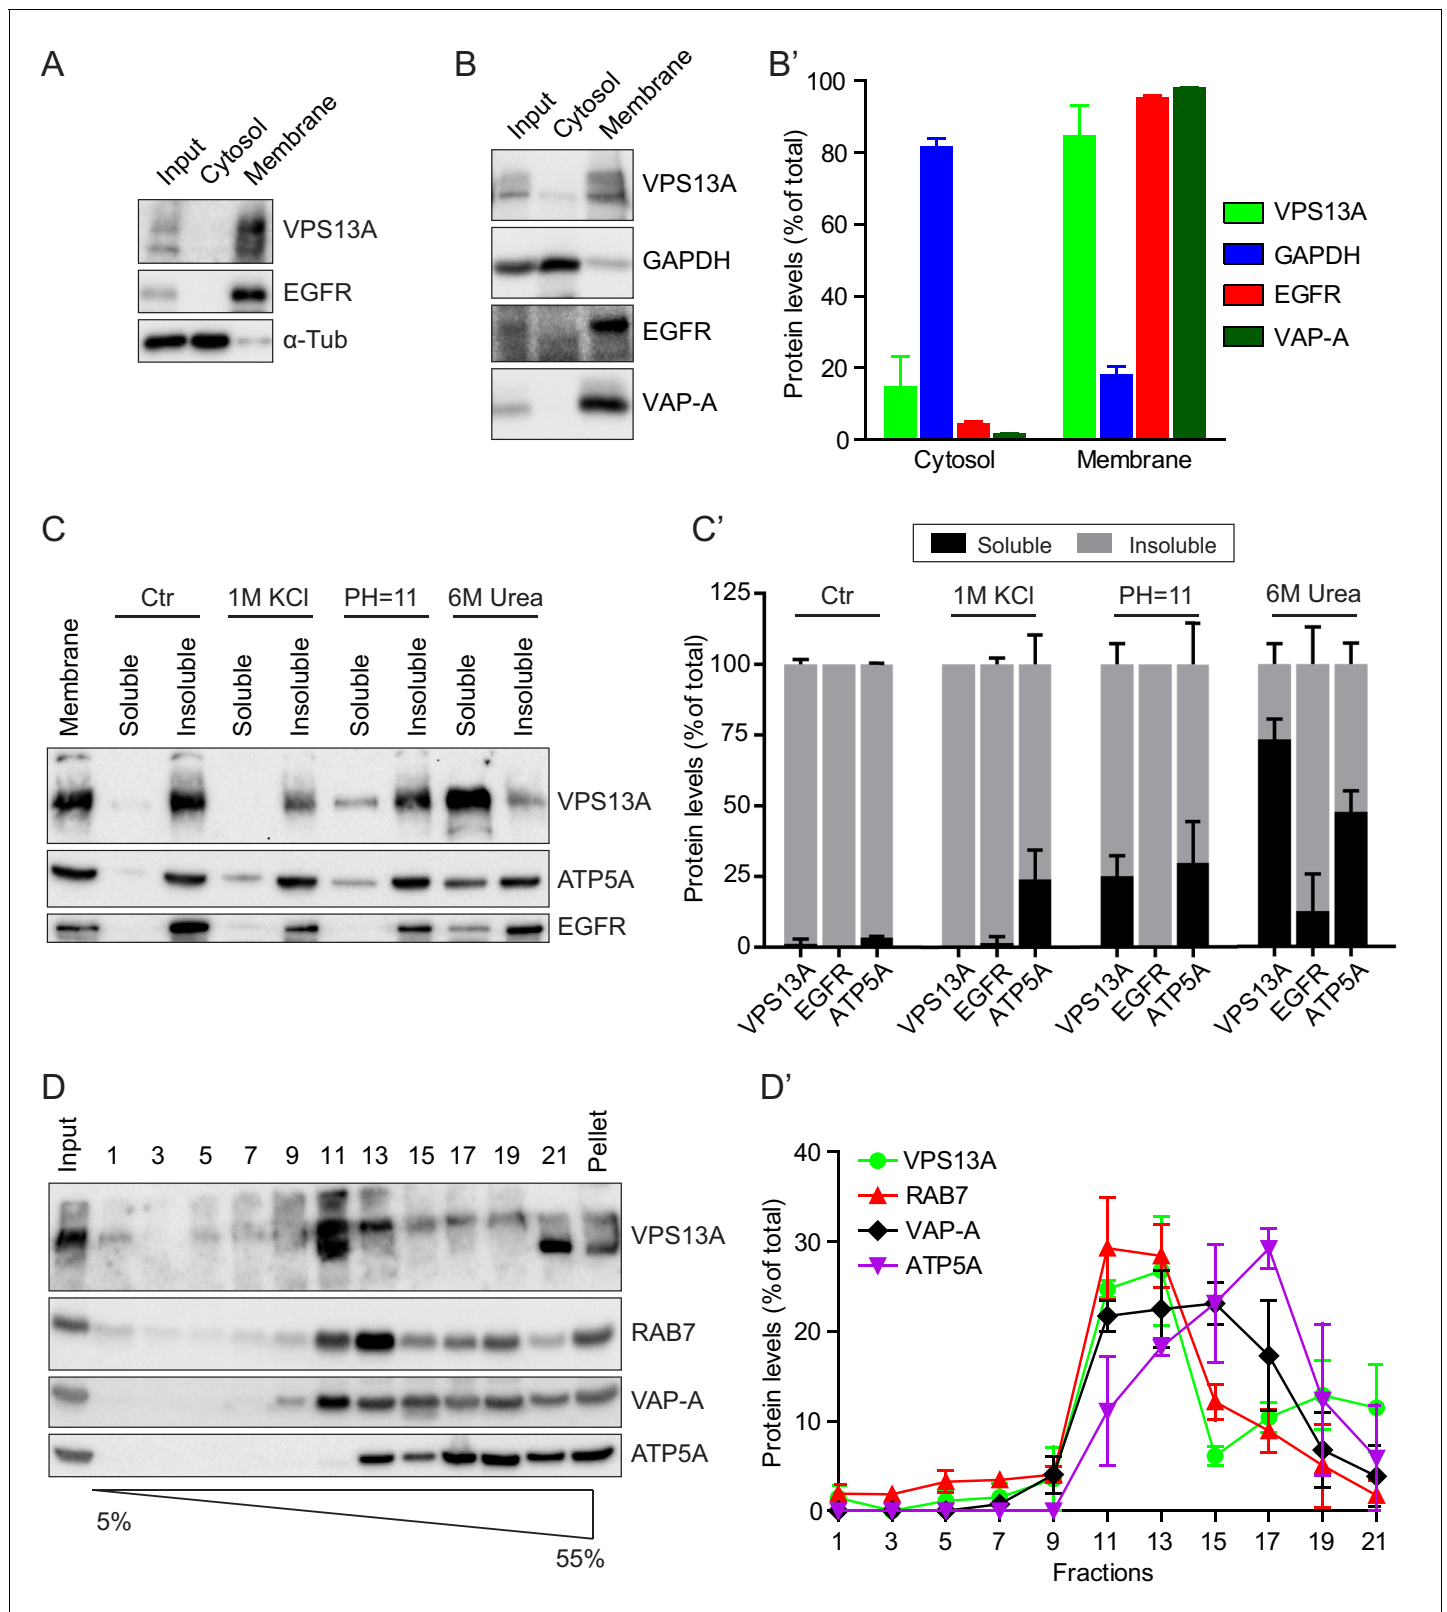 A
Input
Cytosol
Membrane
VPS13A
EGFR
α-Tub
B
Input
Cytosol
Membrane
VPS13A
GAPDH
EGFR
VAP-A
B’
Protein levels (% of total)
100
80
60
40
20
0
Cytosol
Membrane
VPS13A
GAPDH
EGFR
VAP-A
C
Ctr
1M KCl
PH=11
6M Urea
Membrane
Soluble
Insoluble
Soluble
Insoluble
Soluble
Insoluble
Soluble
Insoluble
VPS13A
ATP5A
EGFR
C’
Soluble
Insoluble
Protein levels (% of total)
125
100
75
50
25
0
Ctr
1M KCl
PH=11
6M Urea
VPS13A
EGFR
ATP5A
VPS13A
EGFR
ATP5A
VPS13A
EGFR
ATP5A
VPS13A
EGFR
ATP5A
D
Input
1
3
5
7
9
11
13
15
17
19
21
Pellet
VPS13A
RAB7
VAP-A
ATP5A
5%
55%
D’
VPS13A
RAB7
VAP-A
ATP5A
Protein levels (% of total)
40
30
20
10
0
1
3
5
7
9
11
13
15
17
19
21
Fractions